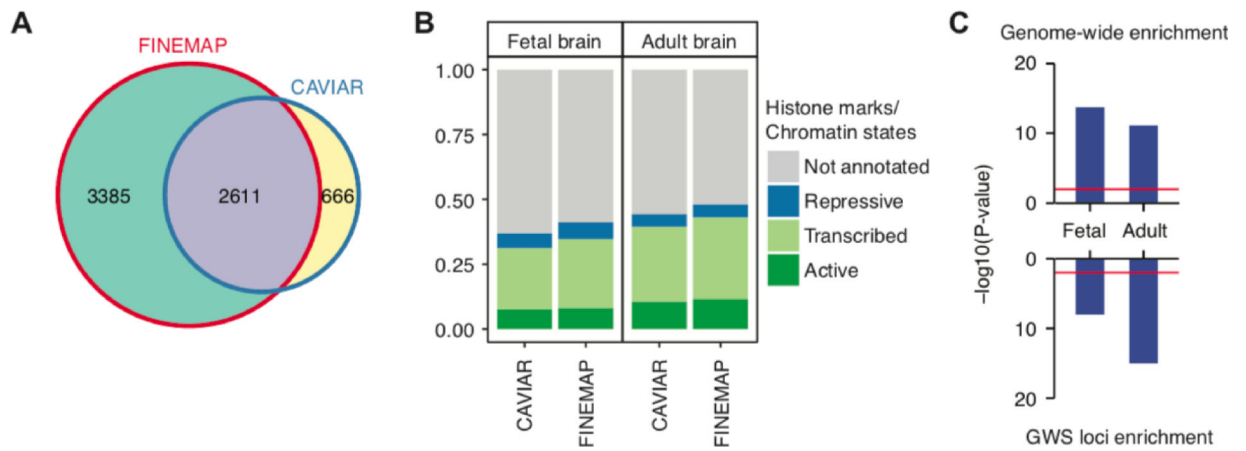 A
FINEMAP
CAVIAR
3385
2611
666
B
Fetal brain
Adult brain
1.00
0.75
0.50
0.25
0.00
CAVIAR
FINEMAP
CAVIAR
FINEMAP
Histone marks/
Chromatin states
Not annotated
Repressive
Transcribed
Active
C
Genome-wide enrichment
–log10(P-value)
20
10
0
Fetal
Adult
0
10
20
GWS loci enrichment